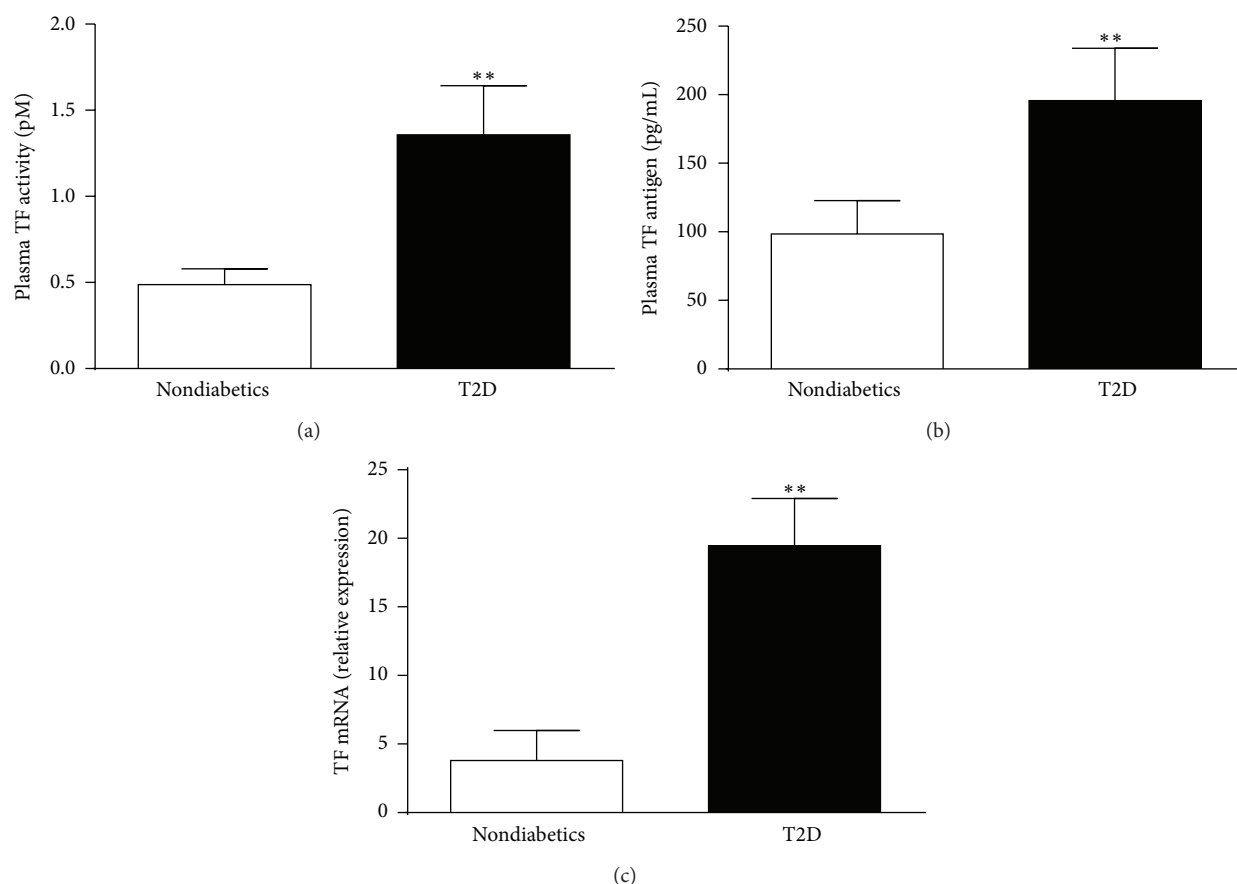 Plasma TF activity (pM)
2.0
1.5
1.0
0.5
0.0
**
Nondiabetics T2D
(a)
Plasma TF antigen (pg/mL)
250
200
150
100
50
0
**
Nondiabetics T2D
(b)
TF mRNA (relative expression)
25
20
15
10
5
0
**
Nondiabetics T2D
(c)